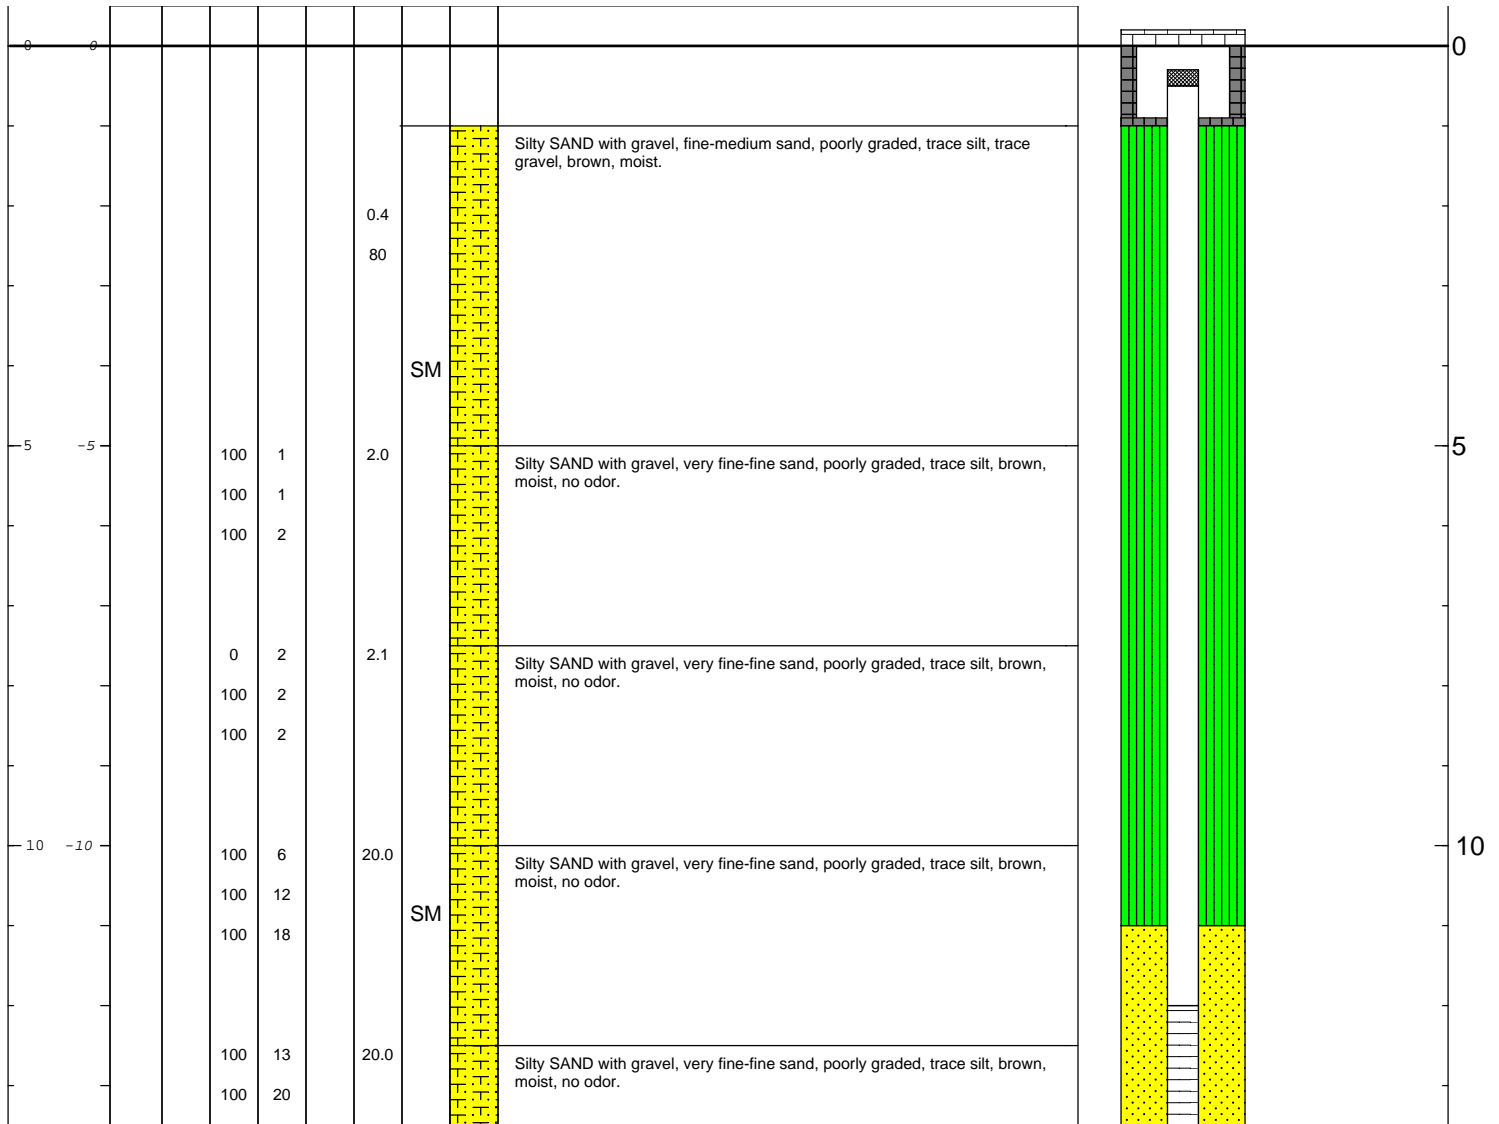 0 0 0
Silty SAND with gravel, fine-medium sand, poorly graded, trace silt, trace
gravel, brown, moist.
0.4
80
SM
5 -5 5
100 1 2.0
Silty SAND with gravel, very fine-fine sand, poorly graded, trace silt, brown,
moist, no odor.
100 1
100 2
0 2 2.1
Silty SAND with gravel, very fine-fine sand, poorly graded, trace silt, brown,
moist, no odor.
100 2
100 2
10 -10 10
100 6 20.0
Silty SAND with gravel, very fine-fine sand, poorly graded, trace silt, brown,
moist, no odor.
100 12
SM
100 18
100 13 20.0
Silty SAND with gravel, very fine-fine sand, poorly graded, trace silt, brown,
moist, no odor.
100 20